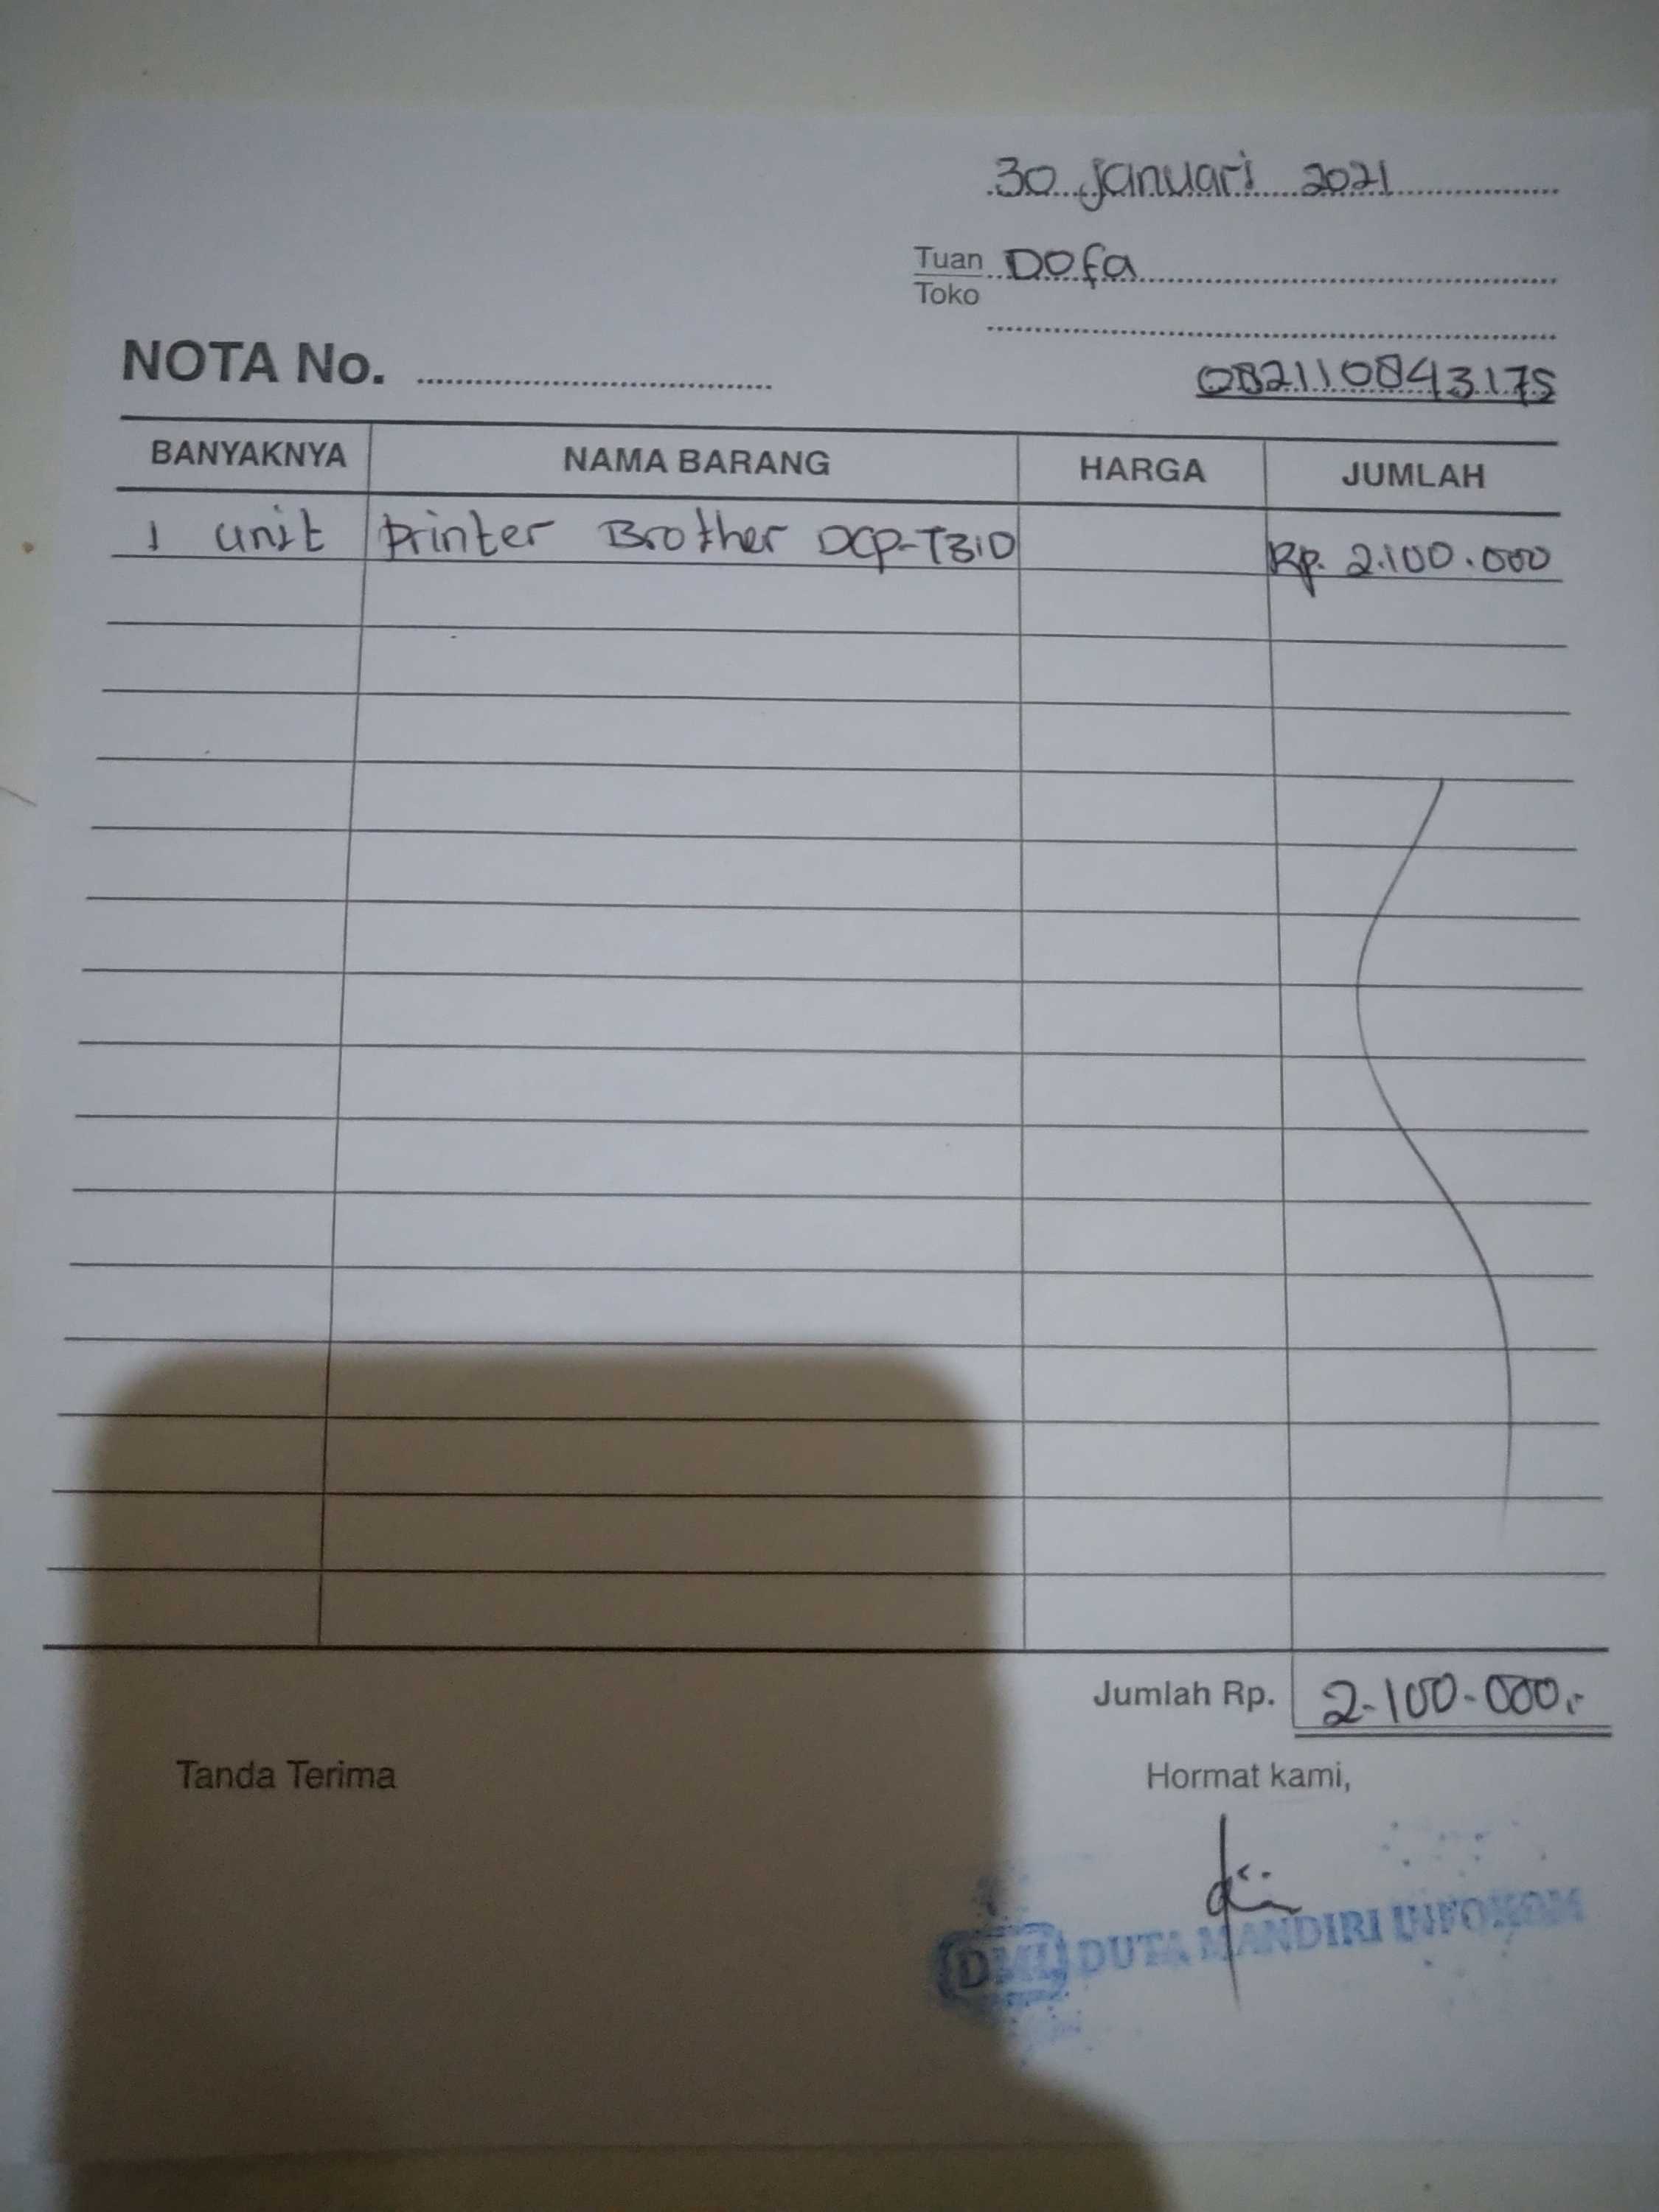 30 Januari 2021
Tuan Dofa
Toko
NOTA No.
082110843175
BANYAKNYA NAMA BARANG HARGA JUMLAH
1 unit Printer Brother DCP-T310 Rp. 2.100.000
Jumlah Rp. 2.100.000,-
Tanda Terima Hormat kami,
DMI DUTA MANDIRI INFOKOM